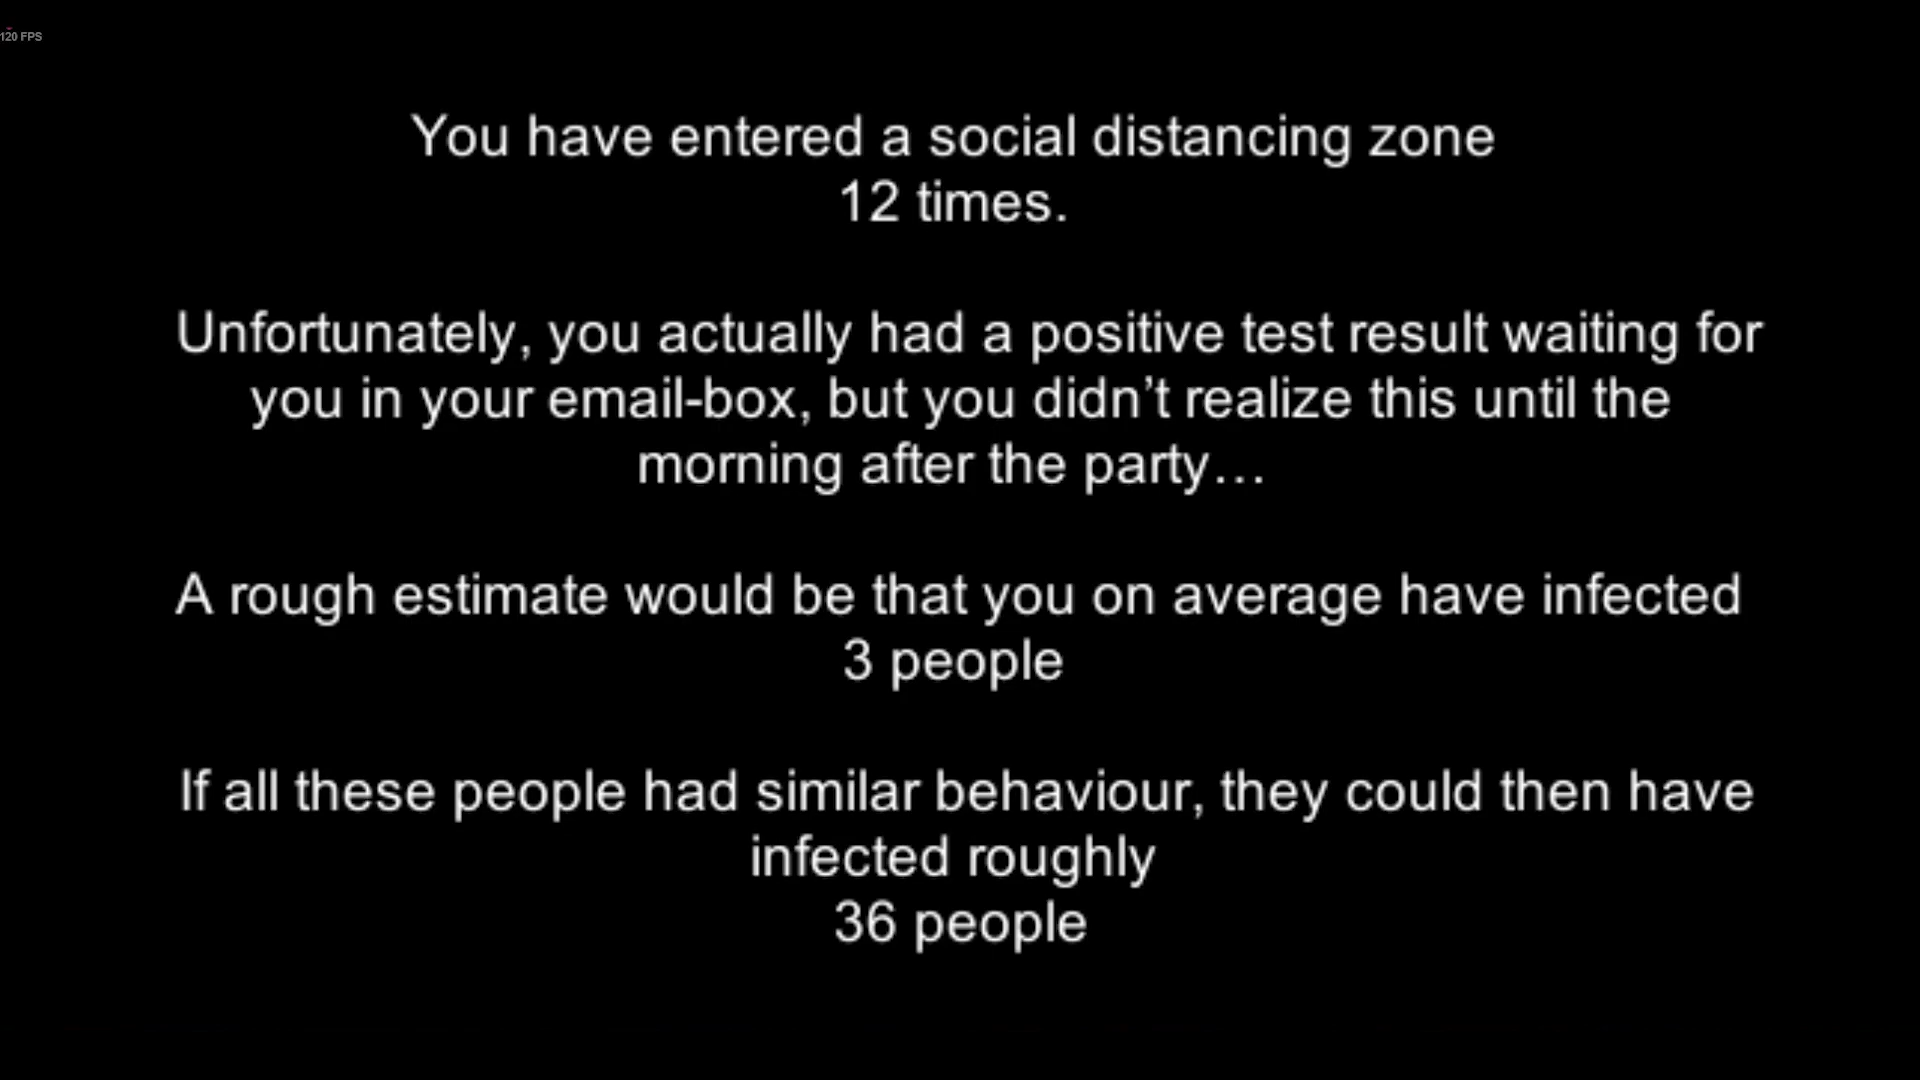 120 FPS
You have entered a social distancing zone
12 times.
Unfortunately, you actually had a positive test result waiting for
you in your email-box, but you didn’t realize this until the
morning after the party…
A rough estimate would be that you on average have infected
3 people
If all these people had similar behaviour, they could then have
infected roughly
36 people